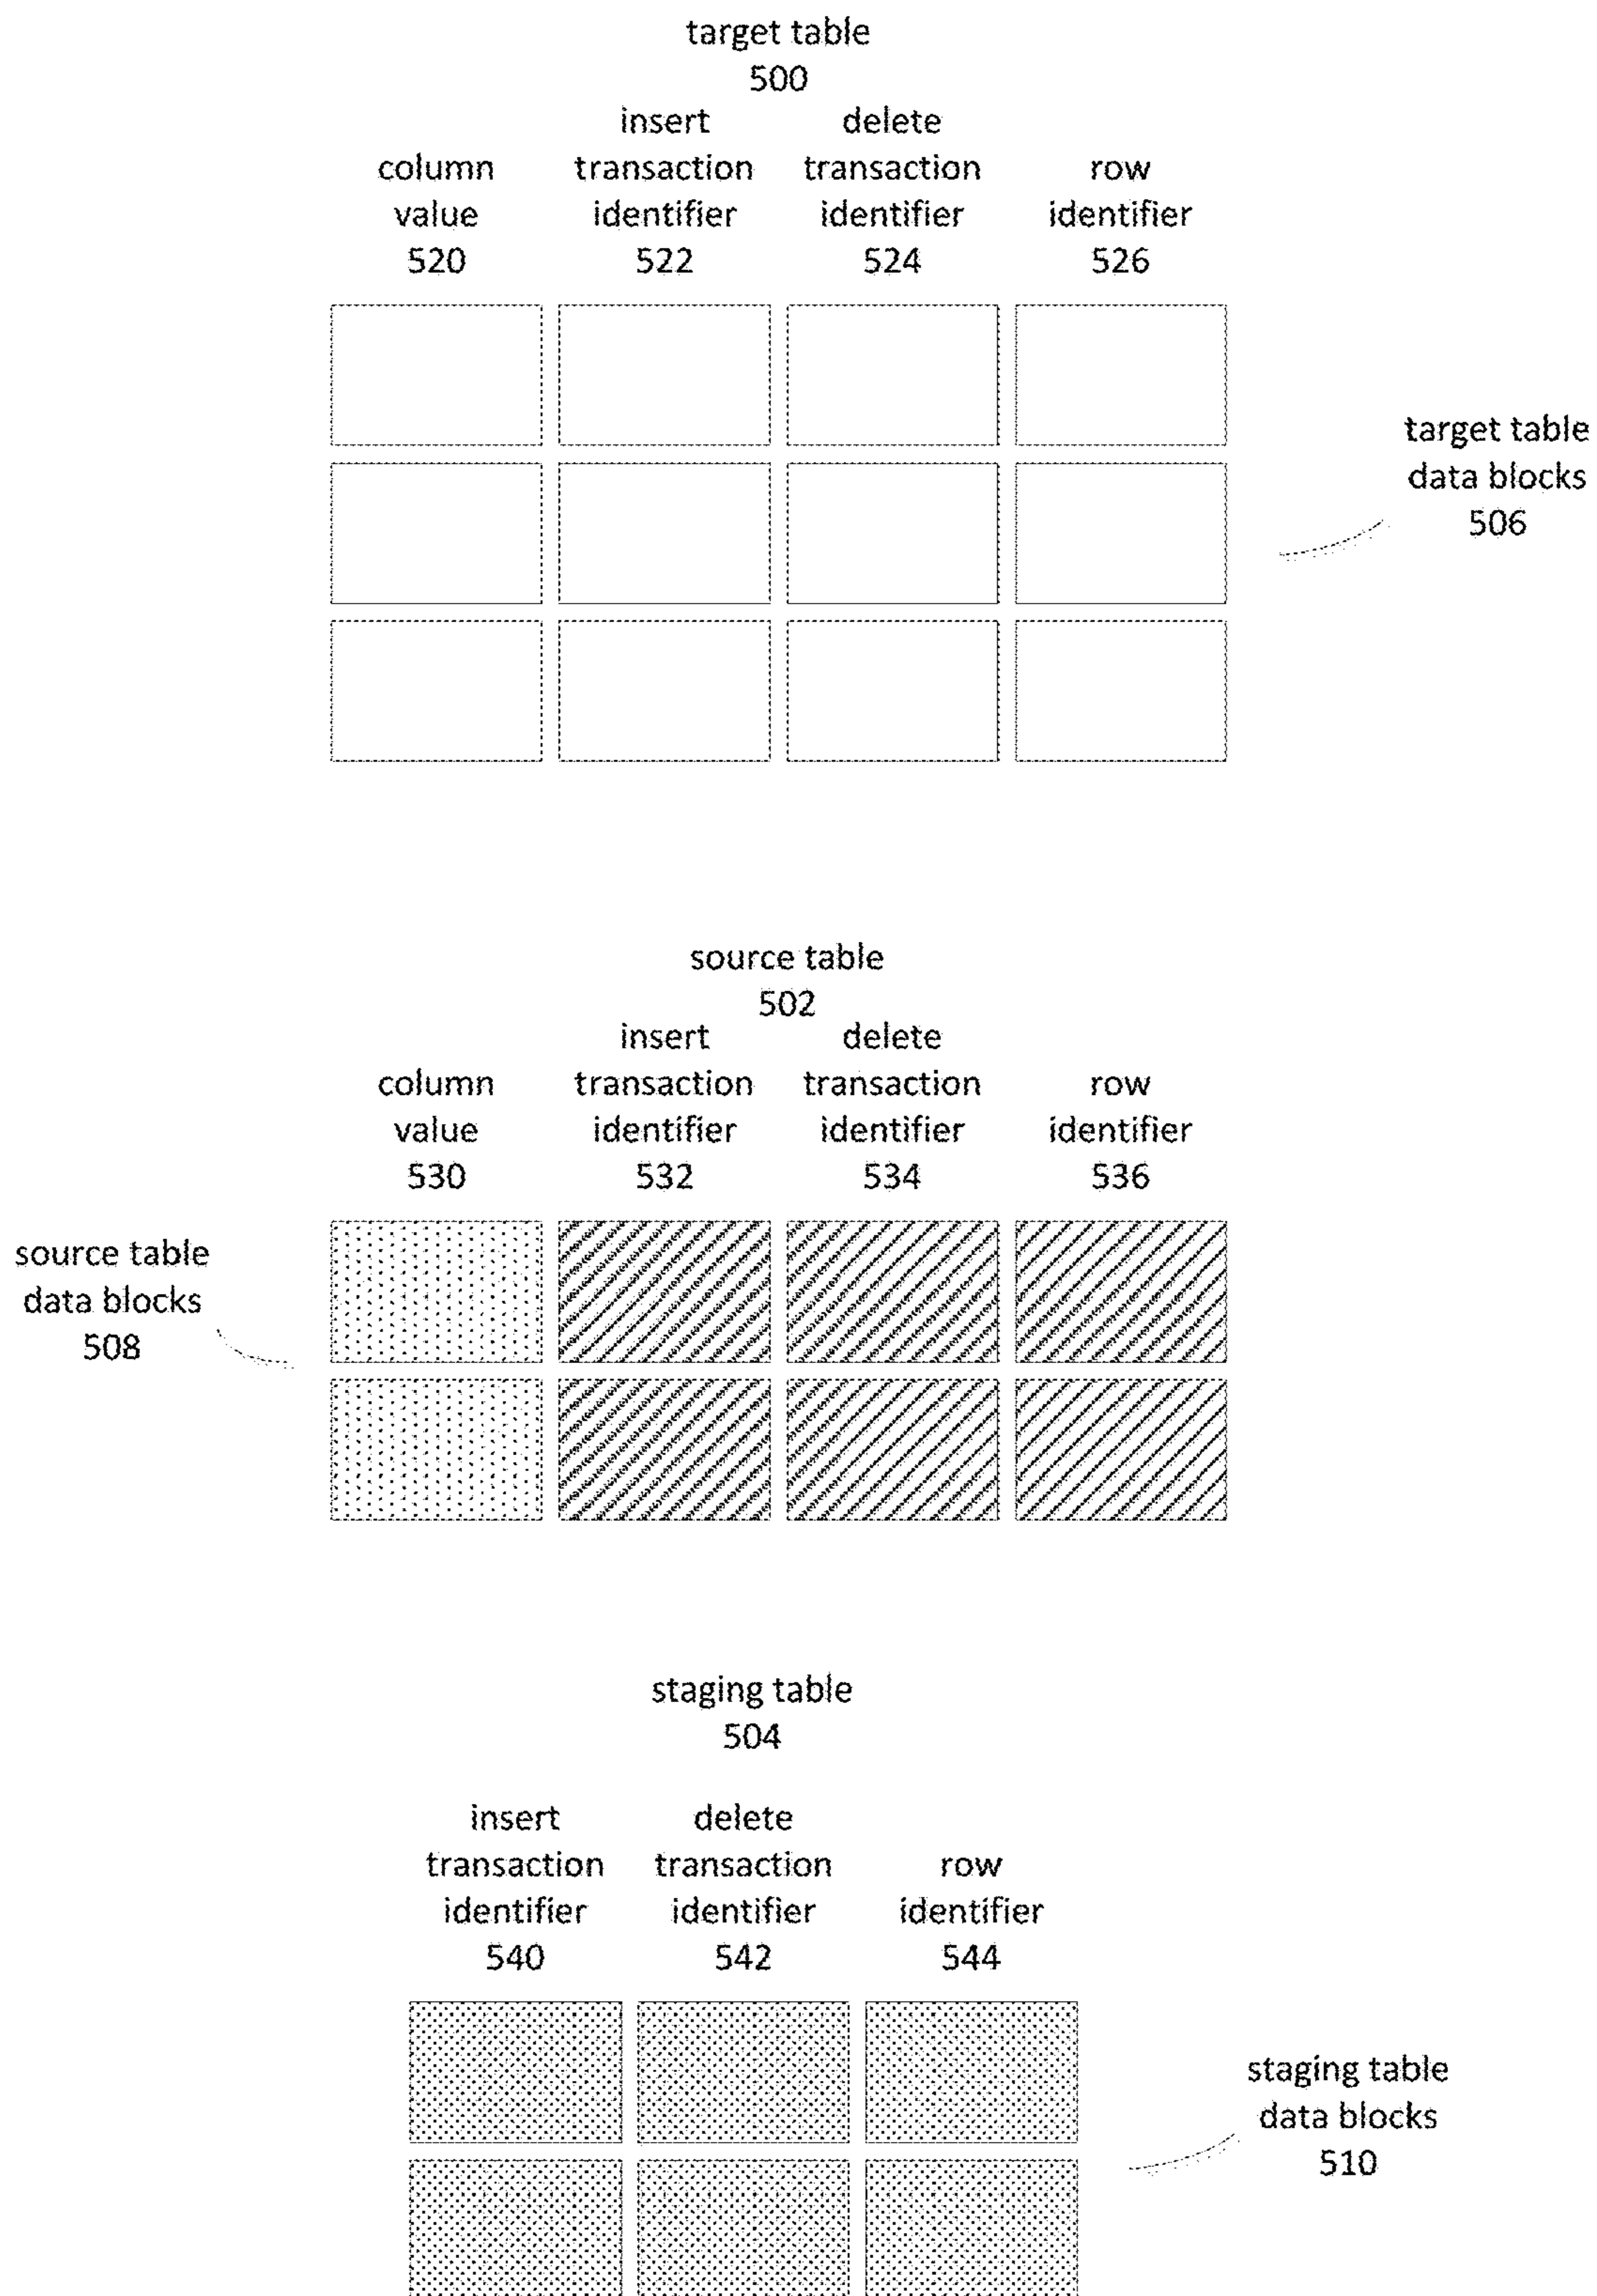 target table
500
insert delete
column transaction transaction row
value identifier identifier identifier
520 522 524 526
target table
data blocks
506
source table
502
insert delete
column transaction transaction row
value identifier identifier identifier
530 532 534 536
source table
data blocks
508
staging table
504
insert delete
transaction transaction row
identifier identifier identifier
540 542 544
staging table
data blocks
510